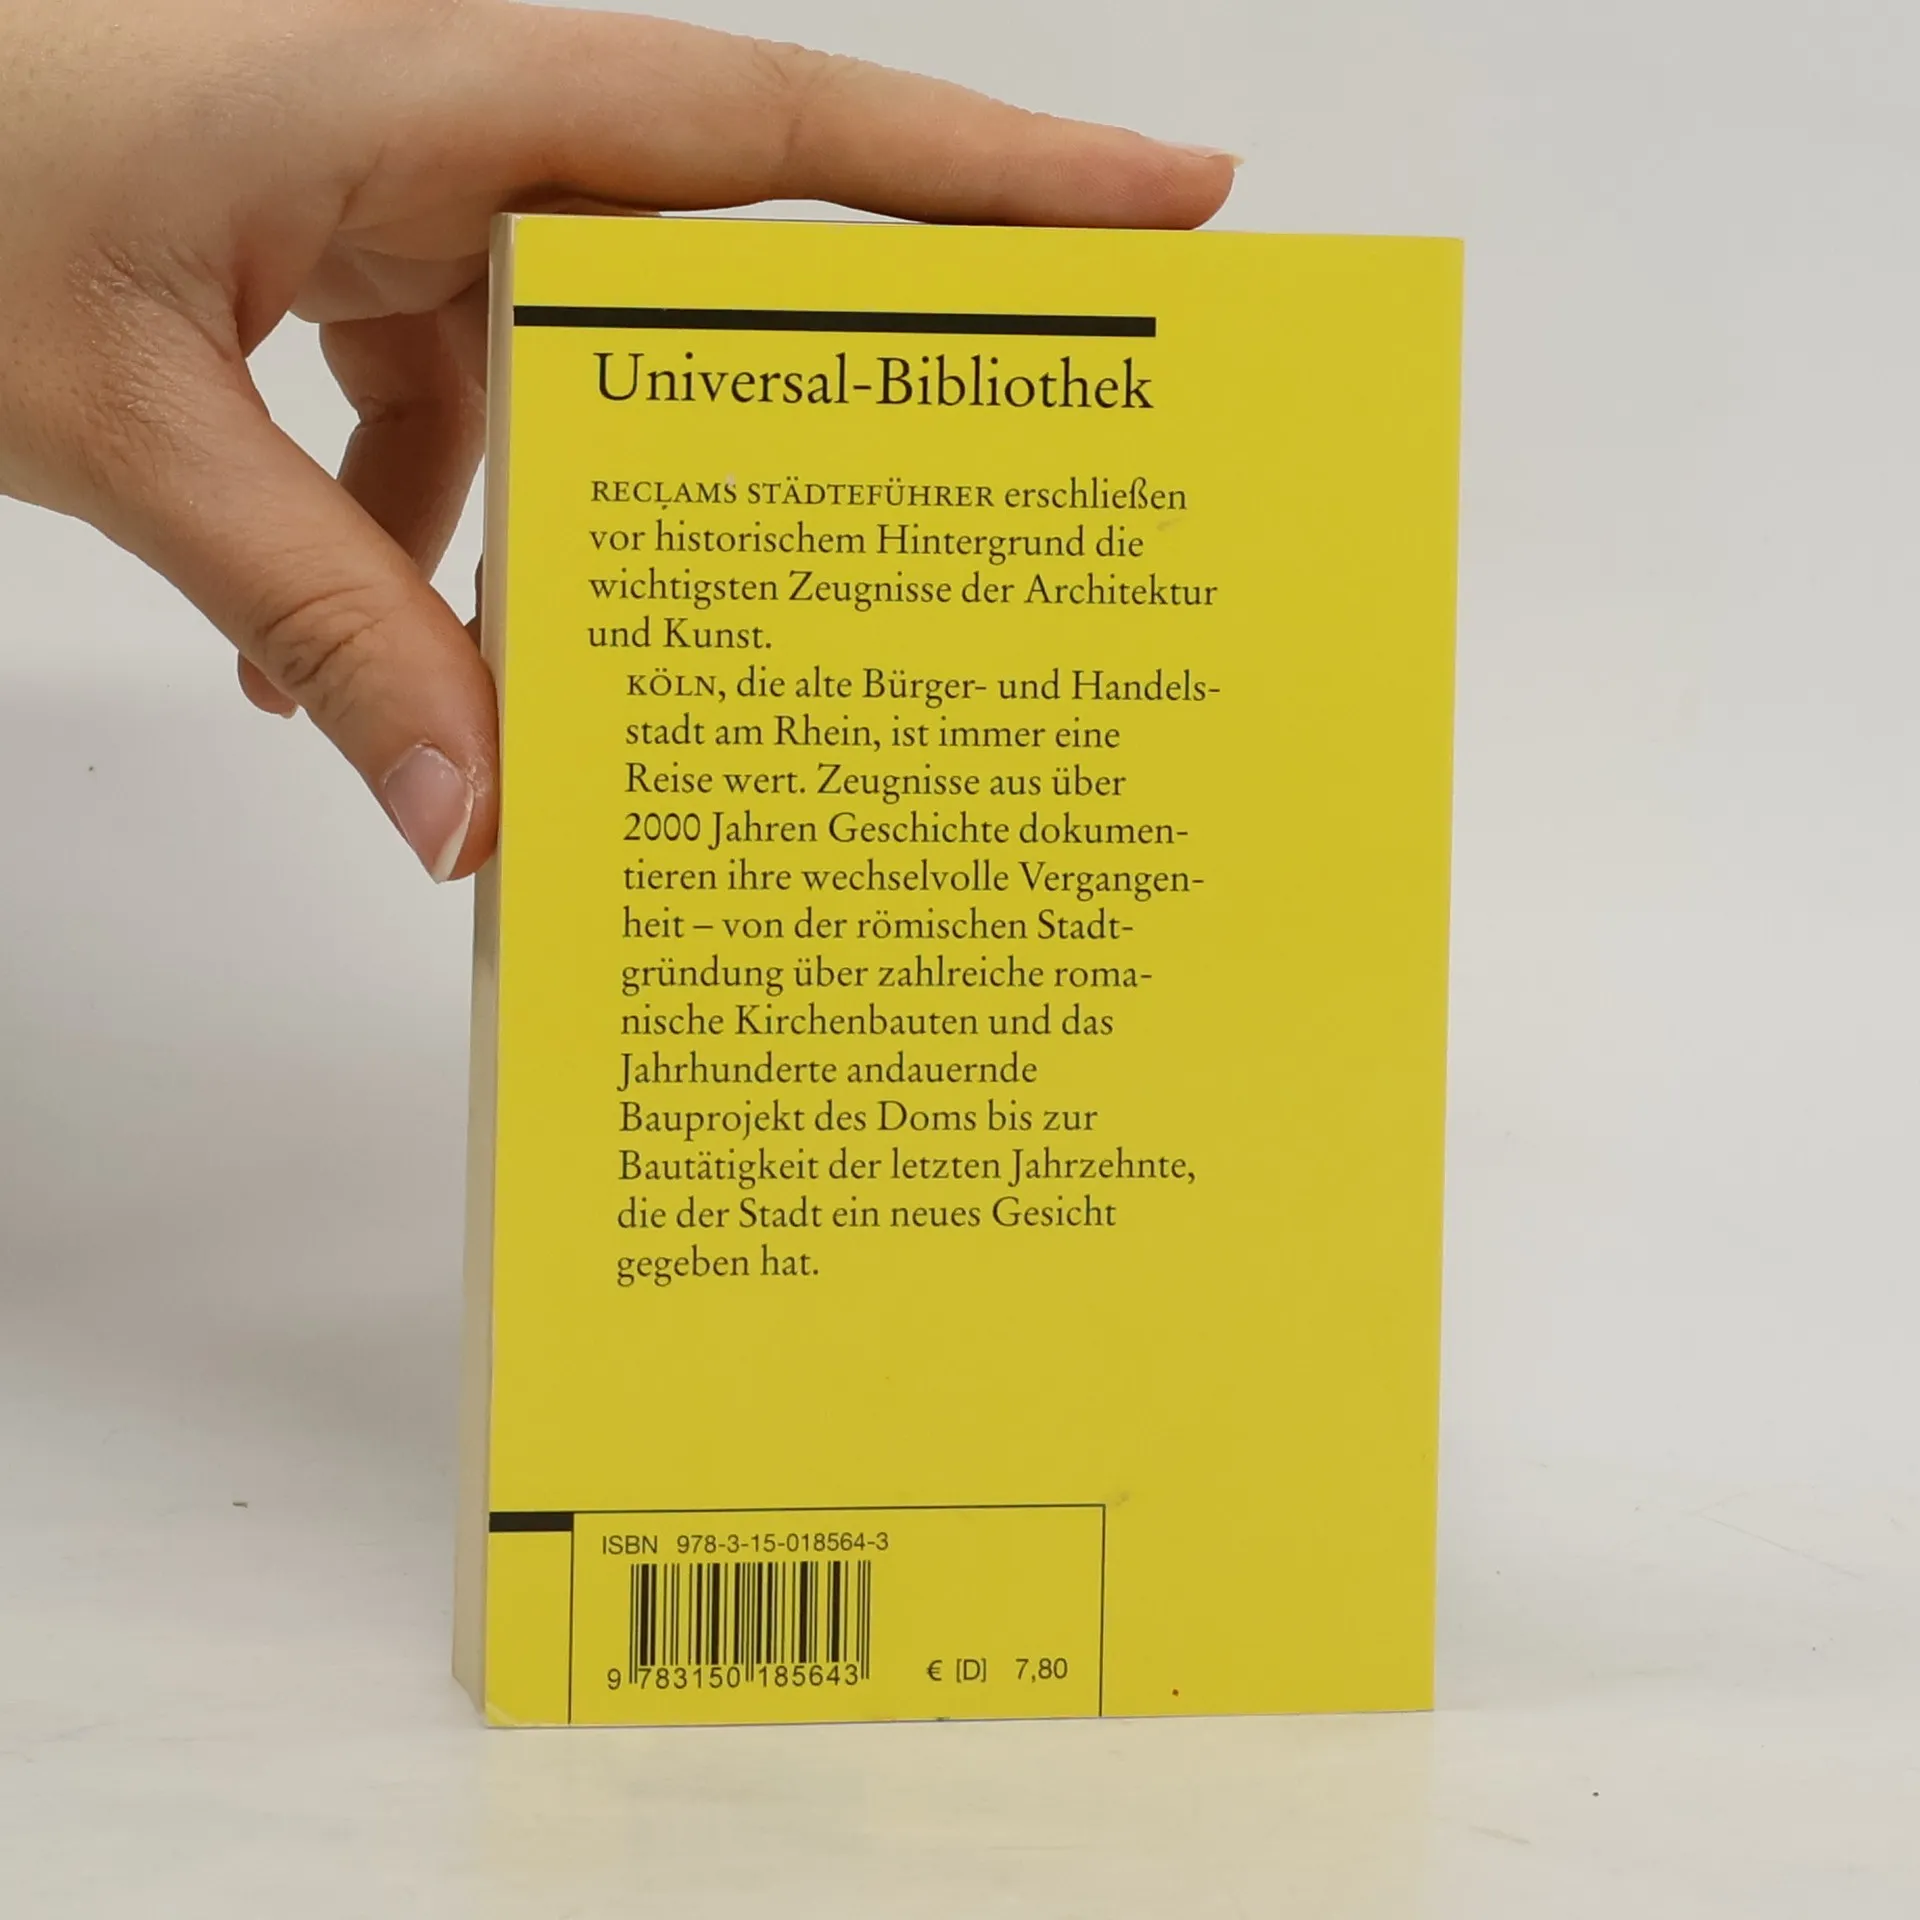 Universal-Bibliothek
RECLAMS STÄDTEFÜHRER erschließen
vor historischem Hintergrund die
wichtigsten Zeugnisse der Architektur
und Kunst.
KÖLN, die alte Bürger- und Handels-
stadt am Rhein, ist immer eine
Reise wert. Zeugnisse aus über
2000 Jahren Geschichte dokumen-
tieren ihre wechselvolle Vergangen-
heit – von der römischen Stadt-
gründung über zahlreiche roma-
nische Kirchenbauten und das
Jahrhunderte andauernde
Bauprojekt des Doms bis zur
Bautätigkeit der letzten Jahrzehnte,
die der Stadt ein neues Gesicht
gegeben hat.
ISBN 978-3-15-018564-3
9 783150 185643
€ [D] 7,80